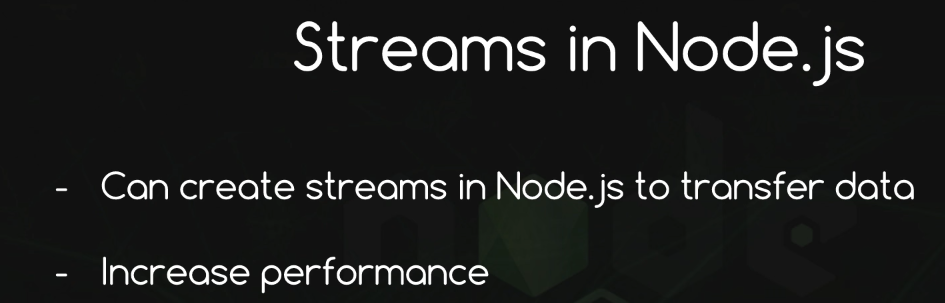 Streams in Node.js
- Can create streams in Node.js to transfer data
- Increase performance